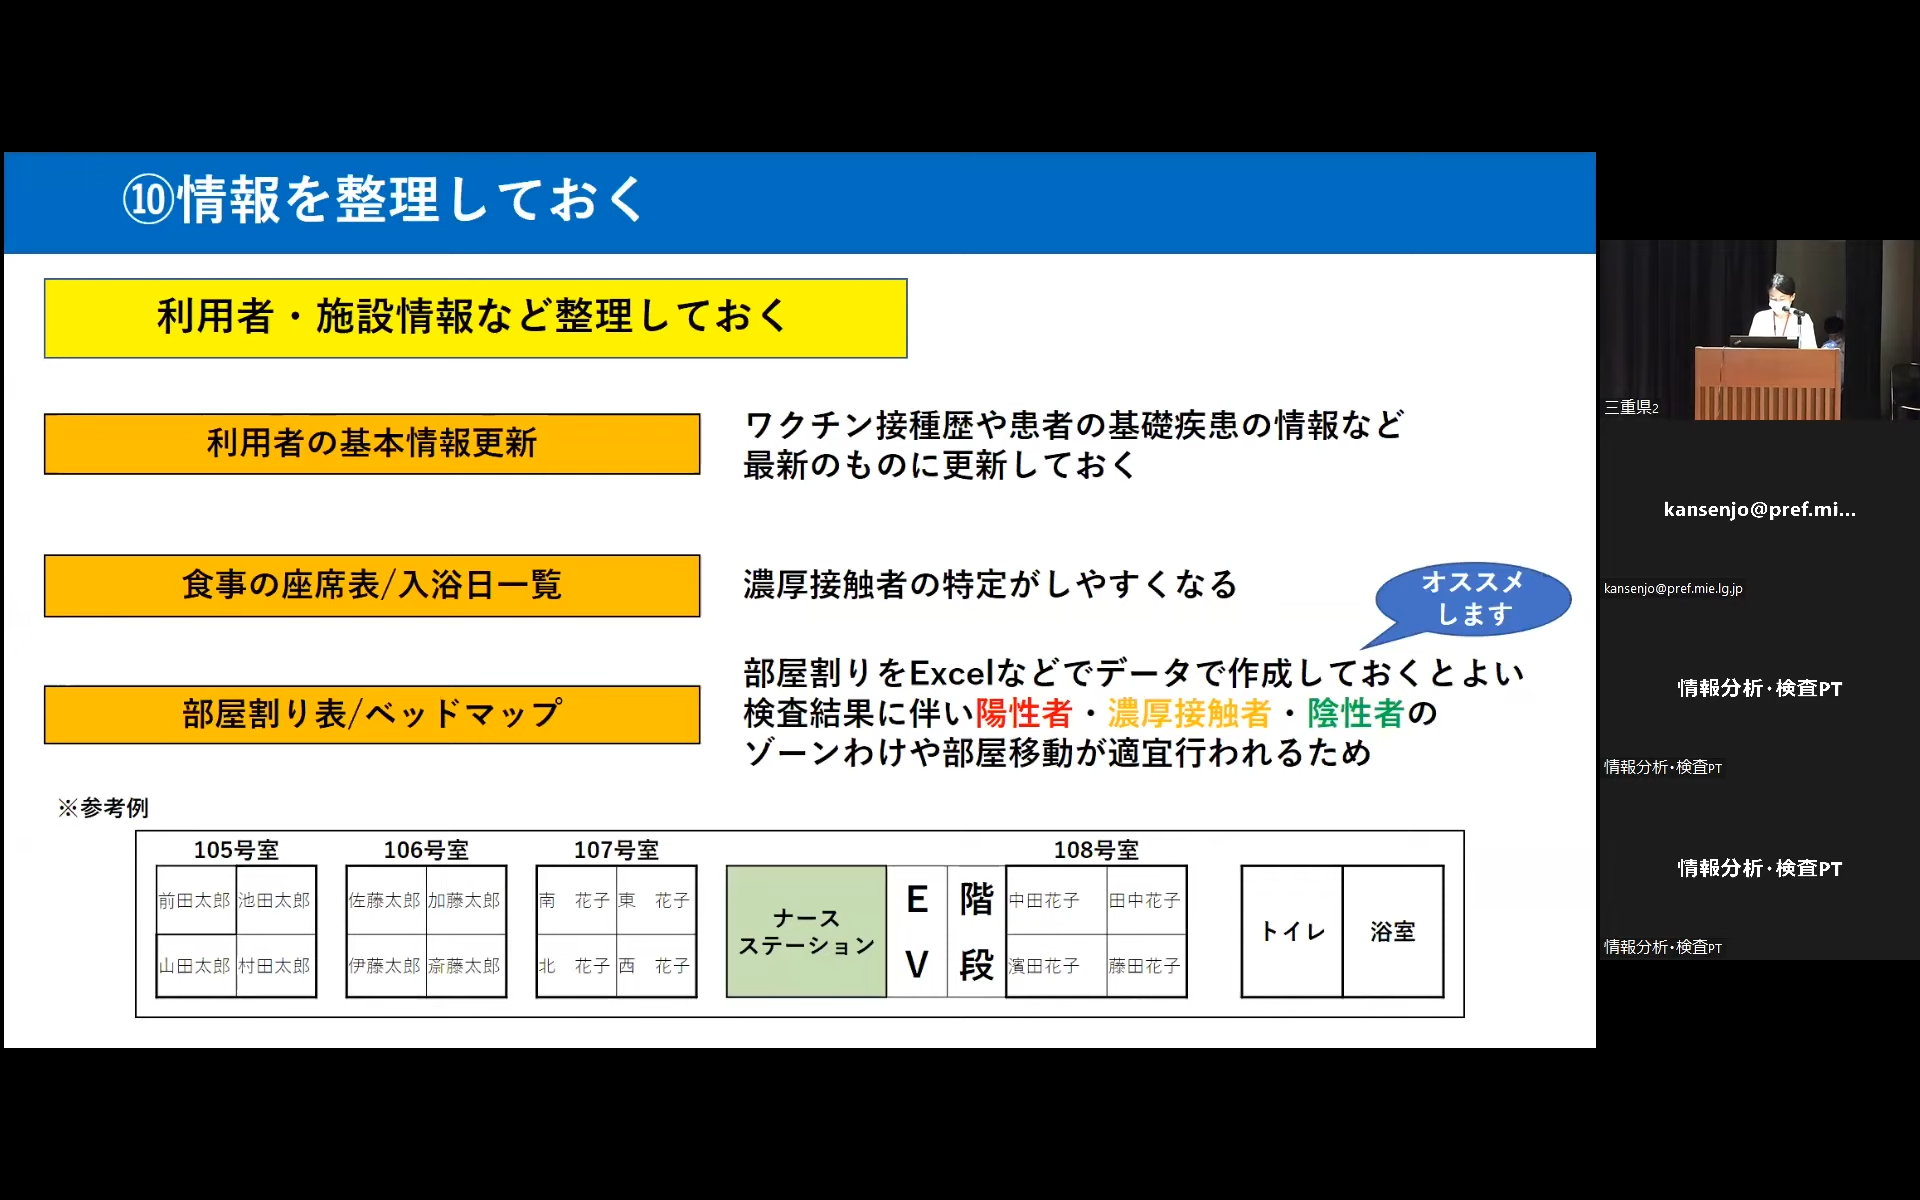 ⑩情報を整理しておく
利用者・施設情報など整理しておく
利用者の基本情報更新
ワクチン接種歴や患者の基礎疾患の情報など
最新のものに更新しておく
食事の座席表/入浴日一覧
濃厚接触者の特定がしやすくなる
オススメ
します
部屋割り表/ベッドマップ
部屋割りをExcelなどでデータで作成しておくとよい
検査結果に伴い陽性者・濃厚接触者・陰性者の
ゾーンわけや部屋移動が適宜行われるため
※参考例
105号室 106号室 107号室 108号室
前田太郎 池田太郎 佐藤太郎 加藤太郎 南 花子 東 花子 中田花子 田中花子
山田太郎 村田太郎 伊藤太郎 斎藤太郎 北 花子 西 花子 濱田花子 藤田花子
ナース
ステーション
E
V
階
段
トイレ 浴室
三重県2
kansenjo@pref.mi...
kansenjo@pref.mie.lg.jp
情報分析・検査PT
情報分析・検査PT
情報分析・検査PT
情報分析・検査PT